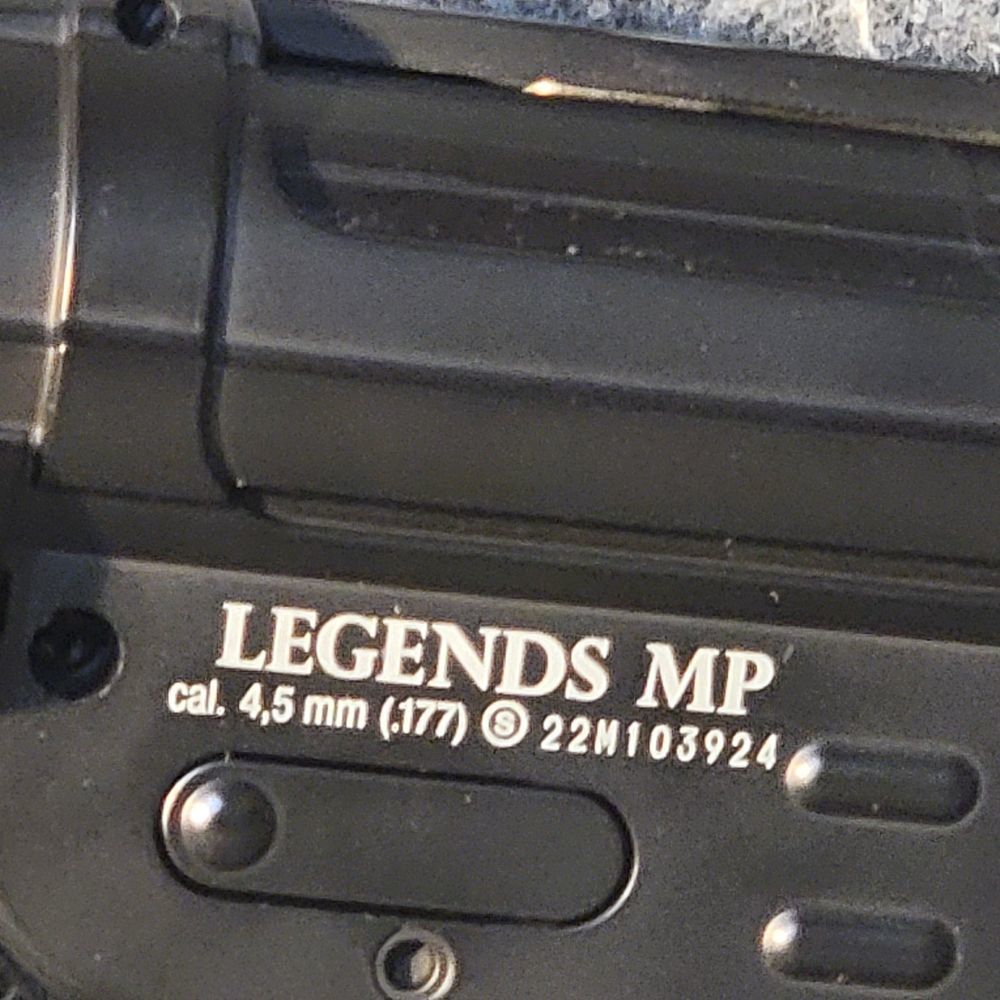 LEGENDS MP
cal. 4,5 mm (.177) Ⓢ 22M103924